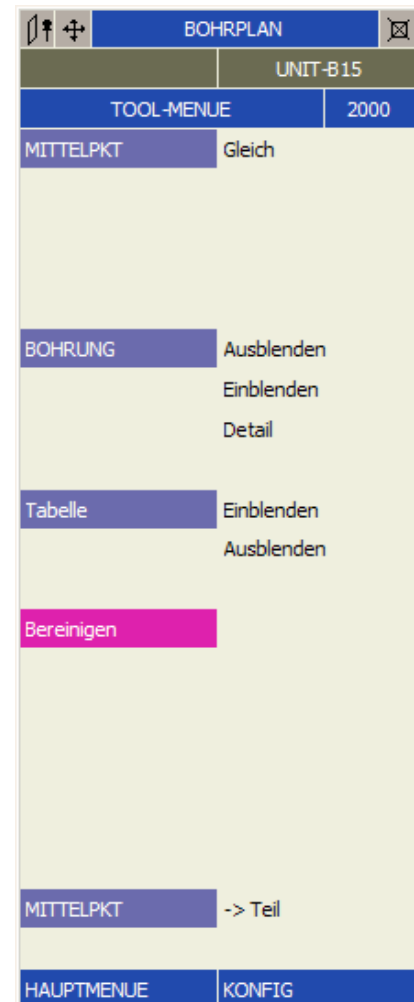 BOHRPLAN
UNIT-B15
TOOL-MENUE 2000
MITTELPKT Gleich
BOHRUNG Ausblenden
Einblenden
Detail
Tabelle Einblenden
Ausblenden
Bereinigen
MITTELPKT -> Teil
HAUPTMENUE KONFIG